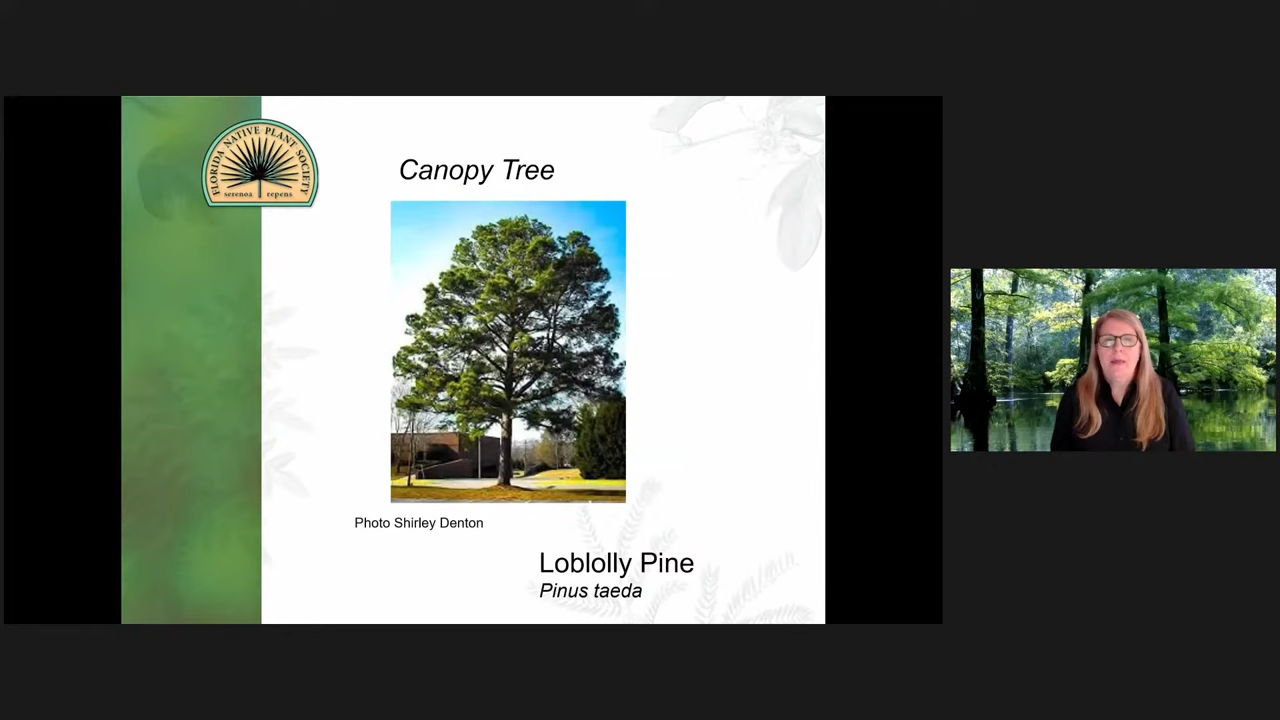 FLORIDA NATIVE PLANT SOCIETY
serenoa repens
Canopy Tree
Photo Shirley Denton
Loblolly Pine
Pinus taeda